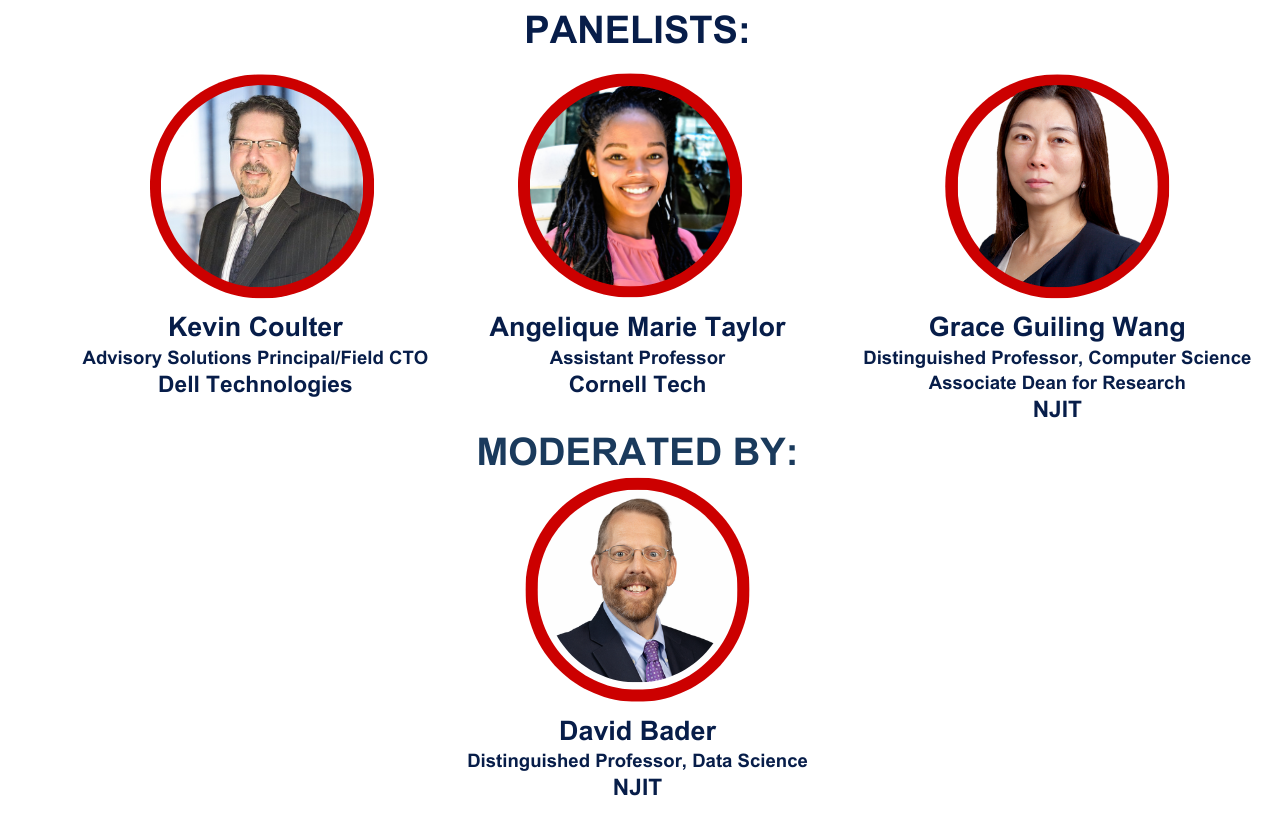 PANELISTS:
Kevin Coulter
Advisory Solutions Principal/Field CTO
Dell Technologies
Angelique Marie Taylor
Assistant Professor
Cornell Tech
Grace Guiling Wang
Distinguished Professor, Computer Science
Associate Dean for Research
NJIT
MODERATED BY:
David Bader
Distinguished Professor, Data Science
NJIT